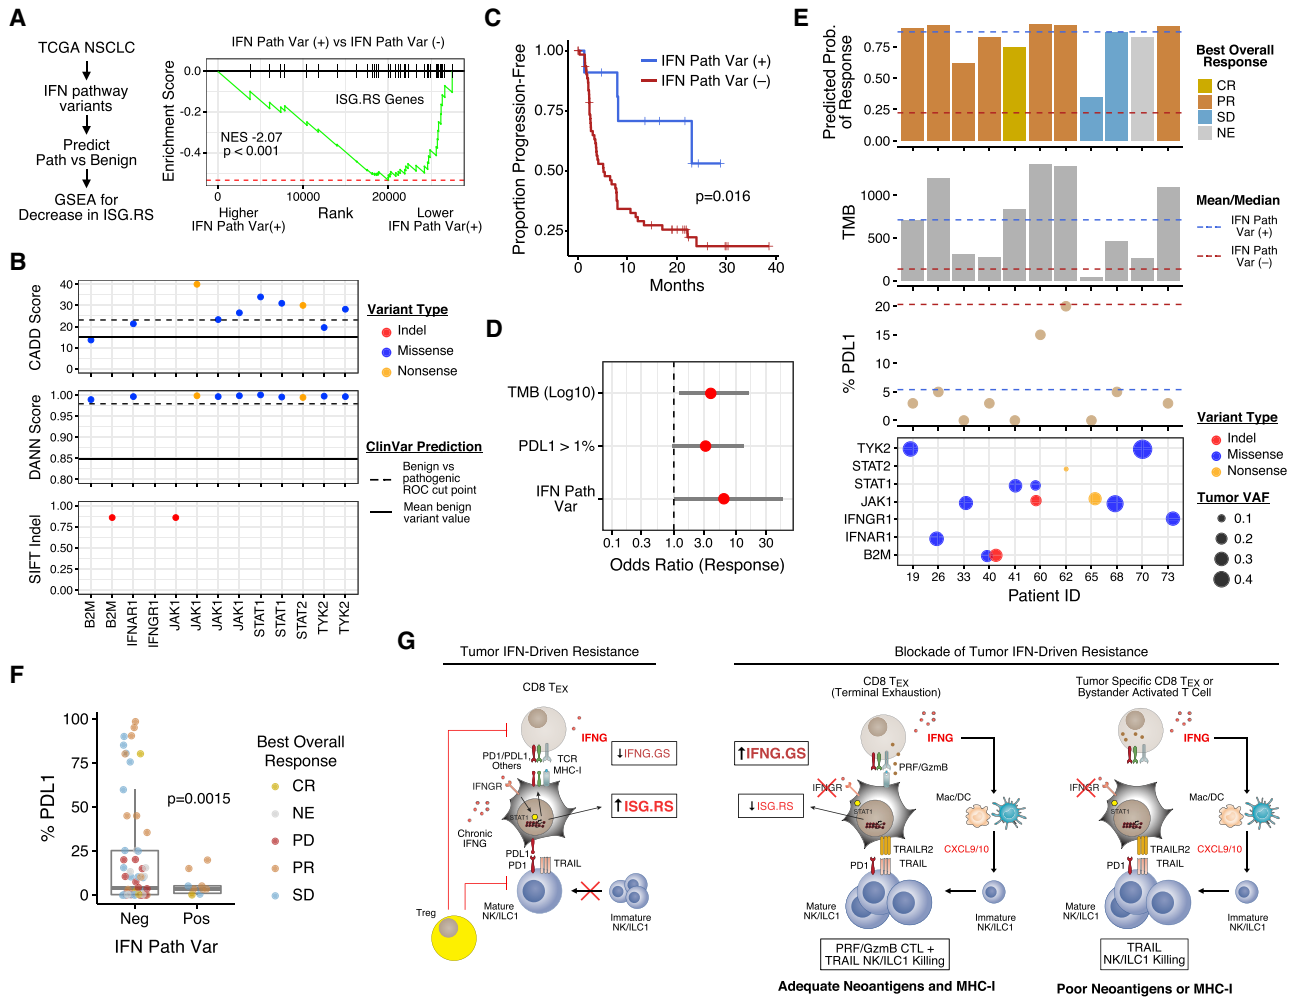 A
TCGA NSCLC
IFN pathway
variants
Predict
Path vs Benign
GSEA for
Decrease in ISG.RS
IFN Path Var (+) vs IFN Path Var (-)
Enrichment Score
0.0
-0.2
-0.4
ISG.RS Genes
NES -2.07
p < 0.001
0
10000
20000
Higher
IFN Path Var(+)
Rank
Lower
IFN Path Var(+)
B
CADD Score
40
30
20
10
0
DANN Score
1.00
0.95
0.90
0.85
0.80
SIFT Indel
1.00
0.75
0.50
0.25
0.00
B2M
B2M
IFNAR1
IFNGR1
JAK1
JAK1
JAK1
JAK1
STAT1
STAT1
STAT2
TYK2
TYK2
Variant Type
Indel
Missense
Nonsense
ClinVar Prediction
Benign vs
pathogenic
ROC cut point
Mean benign
variant value
C
Proportion Progression-Free
1.00
0.75
0.50
0.25
IFN Path Var (+)
IFN Path Var (−)
p=0.016
0
10
20
30
40
Months
D
TMB (Log10)
PDL1 > 1%
IFN Path
Var
0.1
0.3
1.0
3.0
10
30
Odds Ratio (Response)
E
Predicted Prob.
of Response
0.75
0.50
0.25
0.00
Best Overall
Response
CR
PR
SD
NE
TMB
1000
500
0
Mean/Median
IFN Path
Var (+)
IFN Path
Var (−)
% PDL1
20
15
10
5
0
TYK2
STAT2
STAT1
JAK1
IFNGR1
IFNAR1
B2M
19
26
33
40
41
60
62
65
68
70
73
Patient ID
Variant Type
Indel
Missense
Nonsense
Tumor VAF
0.1
0.2
0.3
0.4
F
% PDL1
100
75
50
25
0
p=0.0015
Neg
Pos
IFN Path Var
Best Overall
Response
CR
NE
PD
PR
SD
G
Tumor IFN-Driven Resistance
CD8 TEX
IFNG
PD1/PDL1,
Others
TCR
MHC-I
IFNGR
STAT1
Chronic
IFNG
PDL1
PD1
TRAIL
↓IFNG.GS
↑ISG.RS
Treg
Mature
NK/ILC1
Immature
NK/ILC1
Blockade of Tumor IFN-Driven Resistance
CD8 TEX
(Terminal Exhaustion)
↑IFNG.GS
IFNG
PRF/GzmB
IFNGR
↓ISG.RS
STAT1
Mac/DC
CXCL9/10
TRAILR2
PD1
TRAIL
Mature
NK/ILC1
Immature
NK/ILC1
PRF/GzmB CTL +
TRAIL NK/ILC1 Killing
Adequate Neoantigens and MHC-I
Tumor Specific CD8 TEX or
Bystander Activated T Cell
IFNG
IFNGR
STAT1
Mac/DC
CXCL9/10
TRAILR2
PD1
TRAIL
Mature
NK/ILC1
Immature
NK/ILC1
TRAIL
NK/ILC1 Killing
Poor Neoantigens or MHC-I